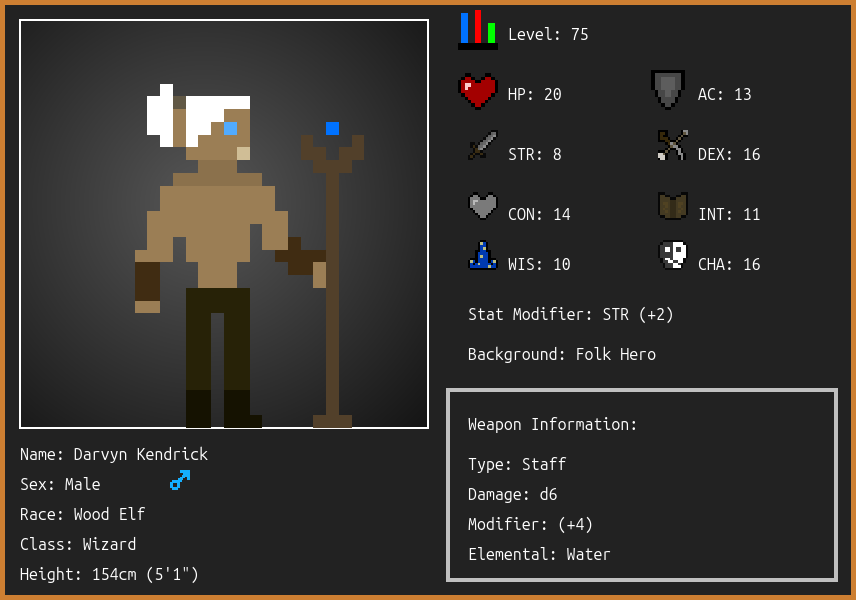 Level: 75
HP: 20
AC: 13
STR: 8
DEX: 16
CON: 14
INT: 11
WIS: 10
CHA: 16
Stat Modifier: STR (+2)
Background: Folk Hero
Weapon Information:
Type: Staff
Damage: d6
Modifier: (+4)
Elemental: Water
Name: Darvyn Kendrick
Sex: Male
Race: Wood Elf
Class: Wizard
Height: 154cm (5'1")